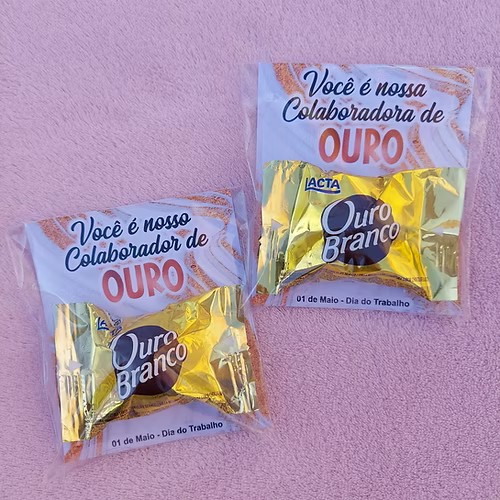 Você é nosso
Colaborador de
OURO
Ouro
Branco
01 de Maio - Dia do Trabalho
Você é nossa
Colaboradora de
OURO
LACTA
Ouro
Branco
01 de Maio - Dia do Trabalho